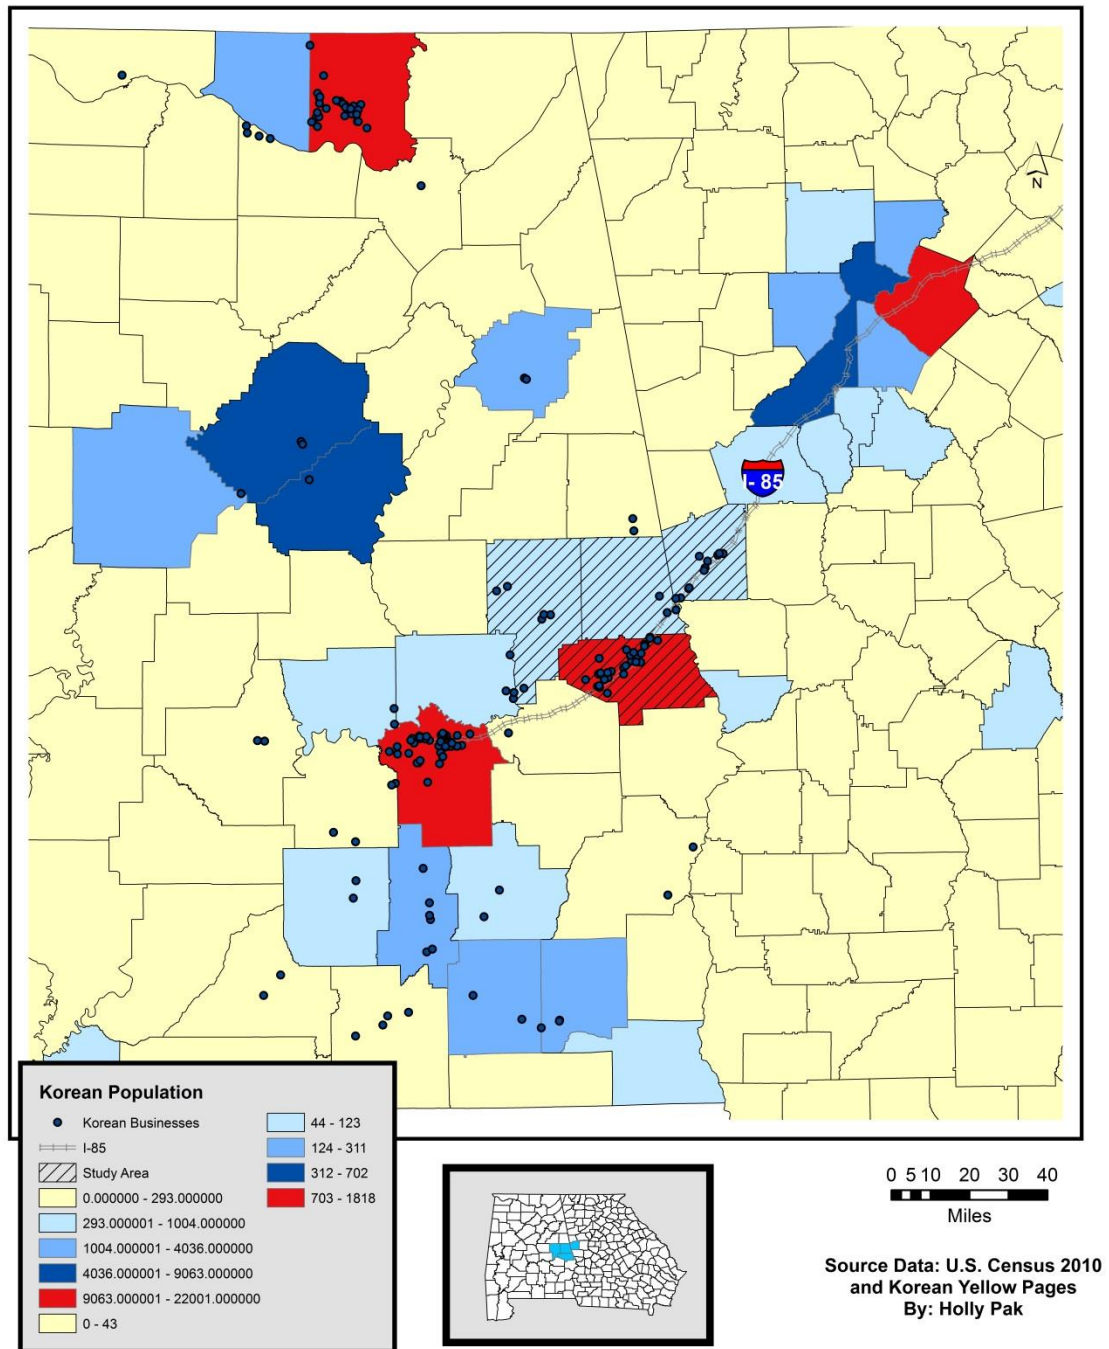 N
I - 85
Korean Population
Korean Businesses
I-85
Study Area
0.000000 - 293.000000
293.000001 - 1004.000000
1004.000001 - 4036.000000
4036.000001 - 9063.000000
9063.000001 - 22001.000000
0 - 43
44 - 123
124 - 311
312 - 702
703 - 1818
0 5 10 20 30 40
Miles
Source Data: U.S. Census 2010
and Korean Yellow Pages
By: Holly Pak